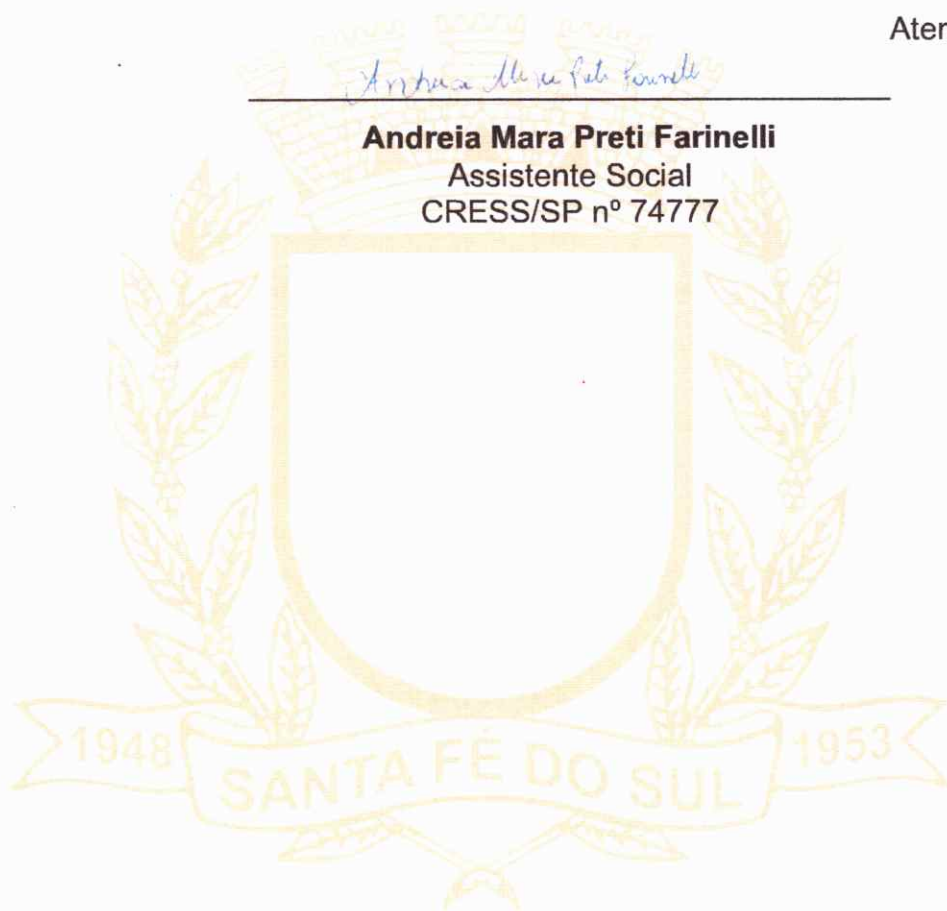 Ater
Andreia Mara Preti Farinelli
Andreia Mara Preti Farinelli
Assistente Social
CRESS/SP nº 74777
1948
SANTA FÉ DO SUL
1953